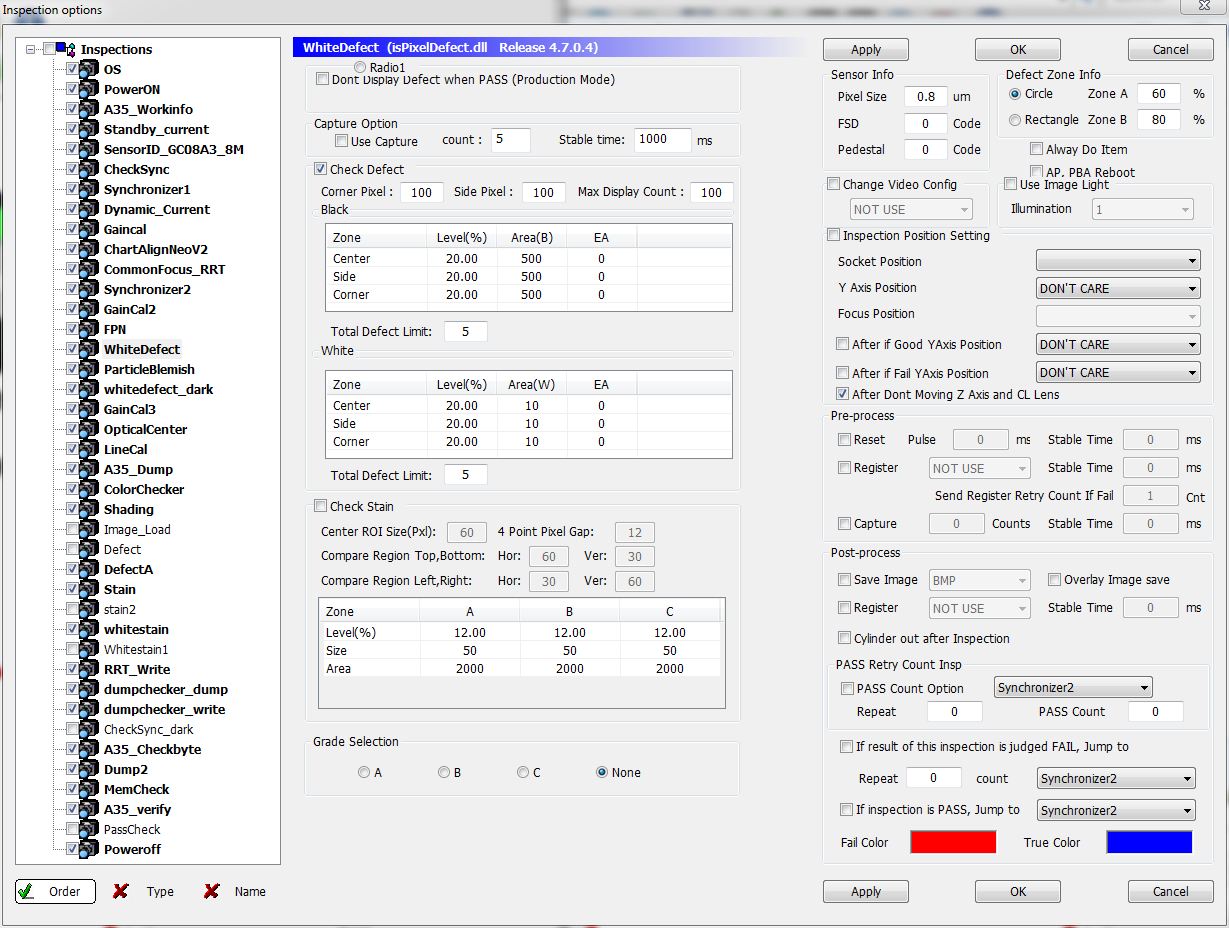 Inspection options
Inspections
OS
PowerON
A35_Workinfo
Standby_current
SensorID_GC08A3_8M
CheckSync
Synchronizer1
Dynamic_Current
Gaincal
ChartAlignNeoV2
CommonFocus_RRT
Synchronizer2
GainCal2
FPN
WhiteDefect
ParticleBlemish
whitedefect_dark
GainCal3
OpticalCenter
LineCal
A35_Dump
ColorChecker
Shading
Image_Load
Defect
DefectA
Stain
stain2
whitestain
Whitestain1
RRT_Write
dumpchecker_dump
dumpchecker_write
CheckSync_dark
A35_Checkbyte
Dump2
MemCheck
A35_verify
PassCheck
Poweroff
Order Type Name
WhiteDefect (isPixelDefect.dll Release 4.7.0.4)
Radio1
Dont Display Defect when PASS (Production Mode)
Capture Option
Use Capture count : 5 Stable time: 1000 ms
Check Defect
Corner Pixel : 100 Side Pixel : 100 Max Display Count : 100
Black
Zone Level(%) Area(B) EA
Center 20.00 500 0
Side 20.00 500 0
Corner 20.00 500 0
Total Defect Limit: 5
White
Zone Level(%) Area(W) EA
Center 20.00 10 0
Side 20.00 10 0
Corner 20.00 10 0
Total Defect Limit: 5
Check Stain
Center ROI Size(Pxl): 60 4 Point Pixel Gap: 12
Compare Region Top,Bottom: Hor: 60 Ver: 30
Compare Region Left,Right: Hor: 30 Ver: 60
Zone A B C
Level(%) 12.00 12.00 12.00
Size 50 50 50
Area 2000 2000 2000
Grade Selection
A B C None
Apply OK Cancel
Sensor Info
Pixel Size 0.8 um
FSD 0 Code
Pedestal 0 Code
Defect Zone Info
Circle Zone A 60 %
Rectangle Zone B 80 %
Alway Do Item
AP, PBA Reboot
Change Video Config
NOT USE
Use Image Light
Illumination 1
Inspection Position Setting
Socket Position
Y Axis Position DON'T CARE
Focus Position
After if Good YAxis Position DON'T CARE
After if Fail YAxis Position DON'T CARE
After Dont Moving Z Axis and CL Lens
Pre-process
Reset Pulse 0 ms Stable Time 0 ms
Register NOT USE Stable Time 0 ms
Send Register Retry Count If Fail 1 Cnt
Capture 0 Counts Stable Time 0 ms
Post-process
Save Image BMP Overlay Image save
Register NOT USE Stable Time 0 ms
Cylinder out after Inspection
PASS Retry Count Insp
PASS Count Option Synchronizer2
Repeat 0 PASS Count 0
If result of this inspection is judged FAIL, Jump to
Repeat 0 count Synchronizer2
If inspection is PASS, Jump to Synchronizer2
Fail Color True Color
Apply OK Cancel